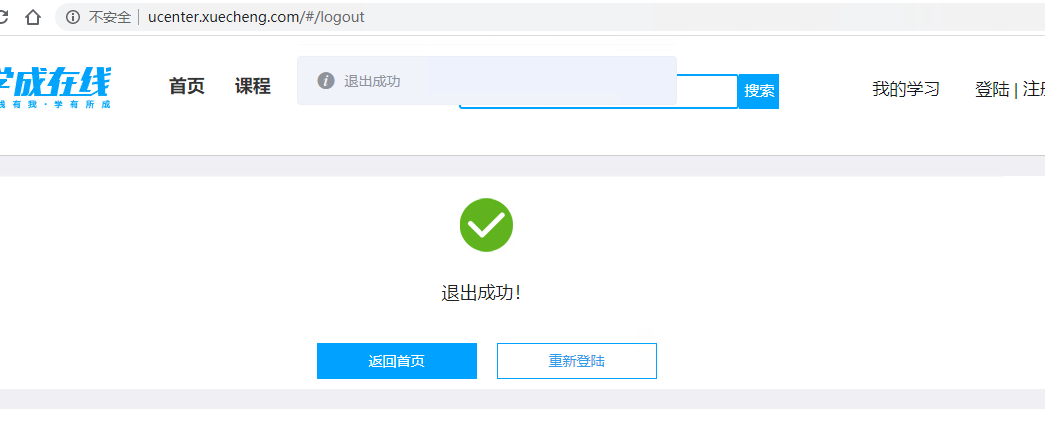 不安全 ucenter.xuecheng.com/#/logout
学成在线
线有我·学有所成
首页 课程
退出成功
搜索
我的学习 登陆 | 注册
退出成功!
返回首页 重新登陆